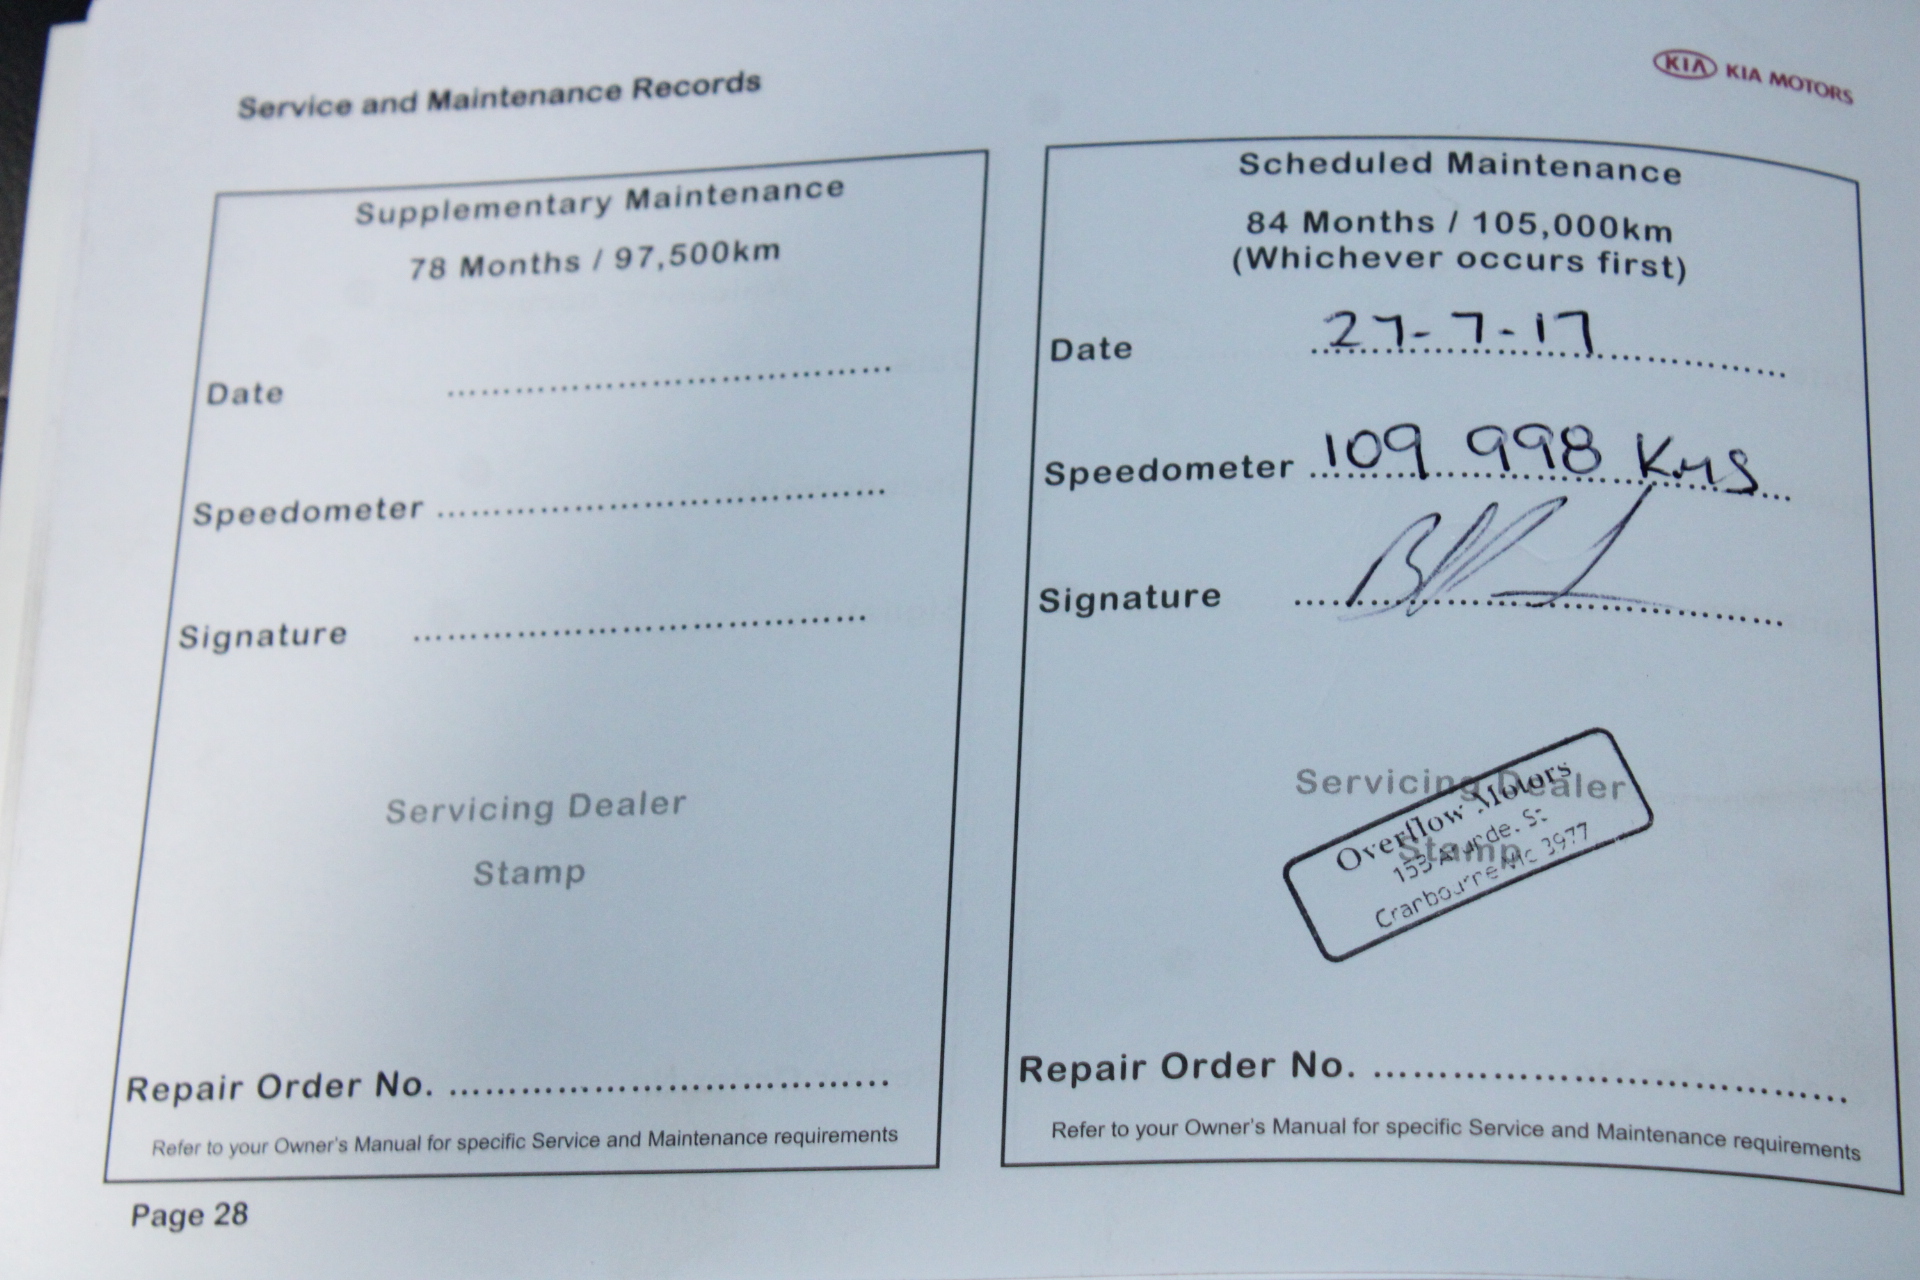 Service and Maintenance Records
KIA KIA MOTORS
Supplementary Maintenance
78 Months / 97,500km
Date
Speedometer
Signature
Servicing Dealer
Stamp
Repair Order No.
Refer to your Owner's Manual for specific Service and Maintenance requirements
Scheduled Maintenance
84 Months / 105,000km
(Whichever occurs first)
Date 27-7-17
Speedometer 109 998 Kms
Signature
Servicing Dealer
Stamp
Overflow Motors
153 St
Cranbourne Vic 3977
Repair Order No.
Refer to your Owner's Manual for specific Service and Maintenance requirements
Page 28